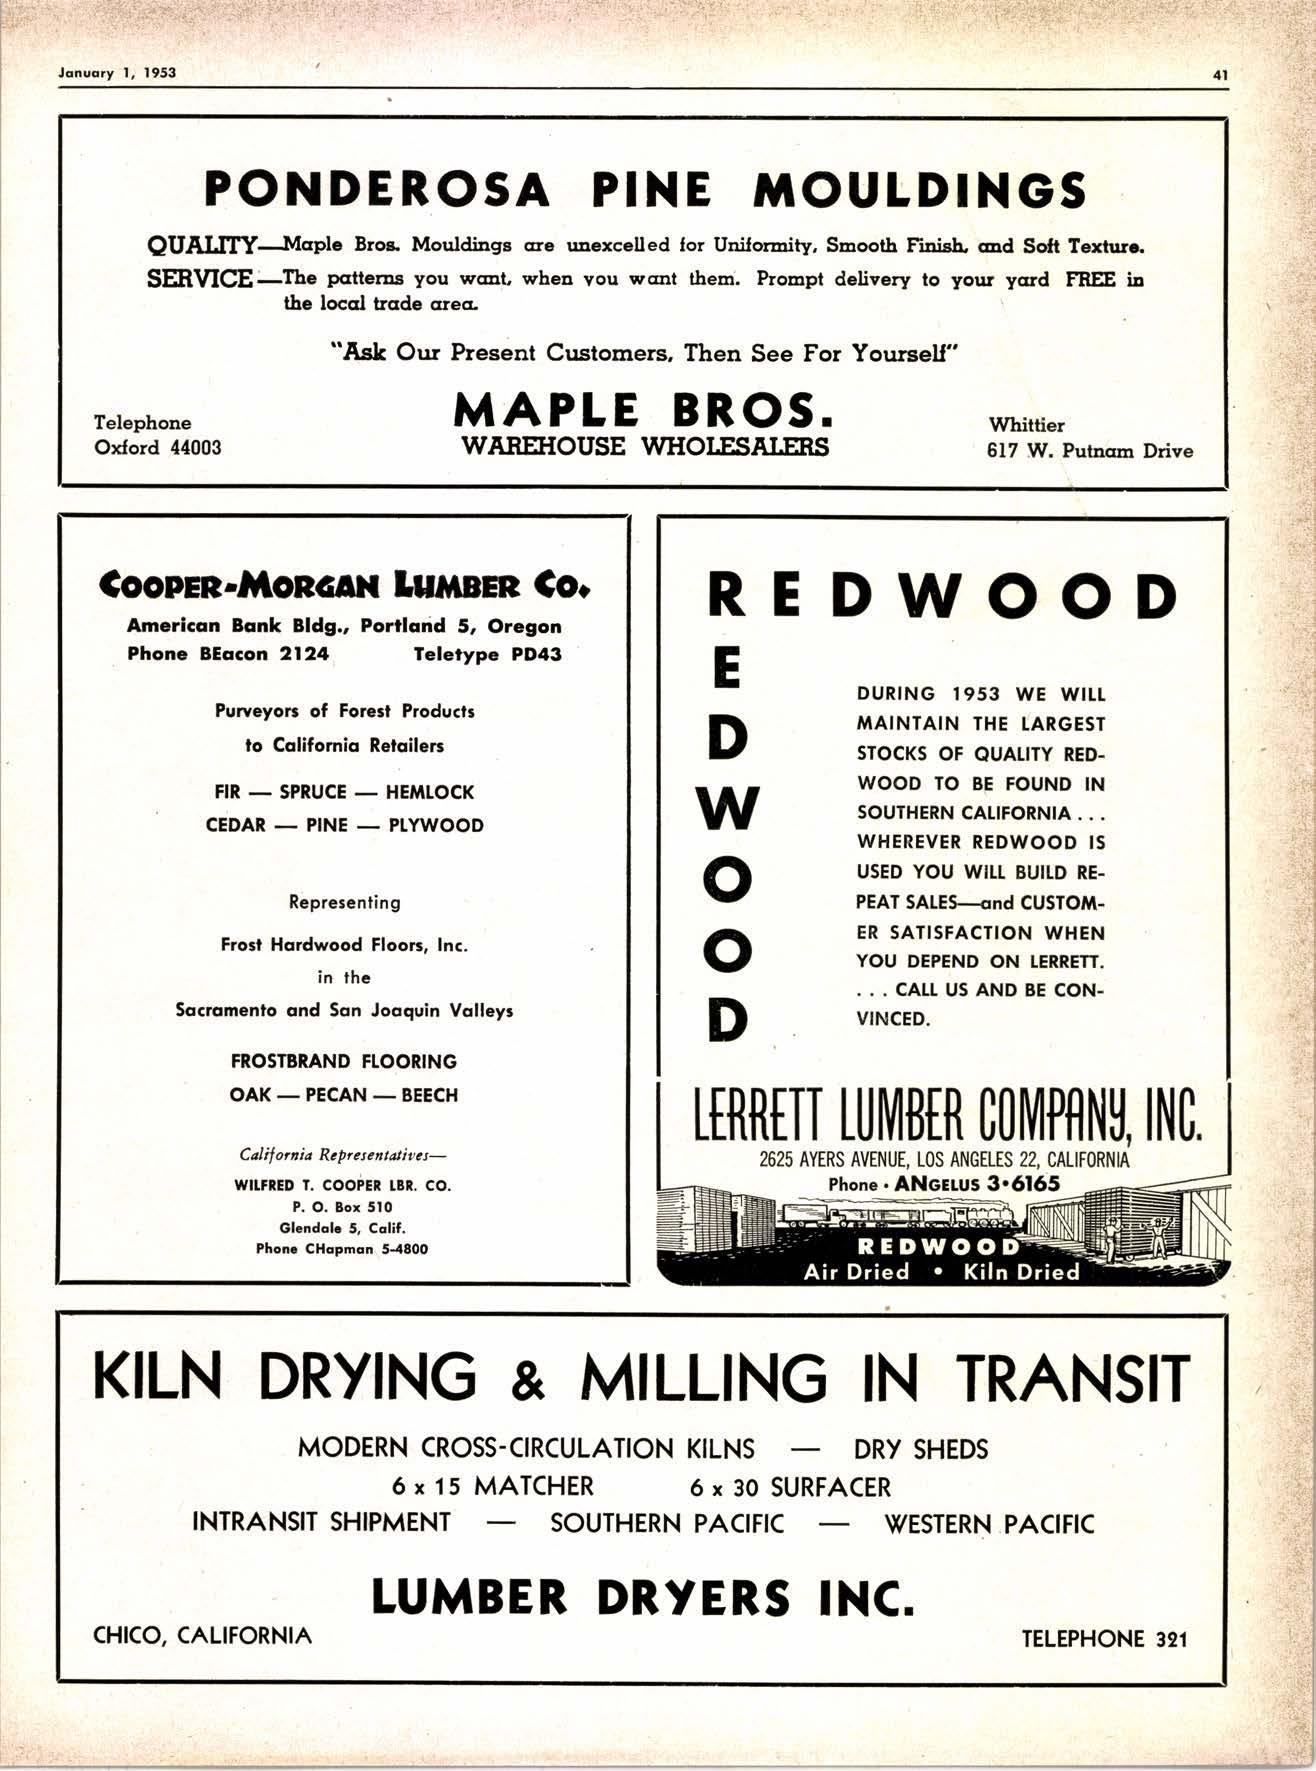 January 1, 1953
41
PONDEROSA PINE MOULDINGS
QUALITY—Maple Bros. Mouldings are unexcelled for Uniformity, Smooth Finish, and Soft Texture.
SERVICE—The patterns you want, when you want them. Prompt delivery to your yard FREE in
the local trade area.
"Ask Our Present Customers, Then See For Yourself"
MAPLE BROS.
WAREHOUSE WHOLESALERS
Telephone
Oxford 44003
Whittier
617 W. Putnam Drive
COOPER-MORGAN LUMBER CO.
American Bank Bldg., Portland 5, Oregon
Phone BEacon 2124 Teletype PD43
Purveyors of Forest Products
to California Retailers
FIR — SPRUCE — HEMLOCK
CEDAR — PINE — PLYWOOD
Representing
Frost Hardwood Floors, Inc.
in the
Sacramento and San Joaquin Valleys
FROSTBRAND FLOORING
OAK — PECAN — BEECH
California Representatives—
WILFRED T. COOPER LBR. CO.
P. O. Box 510
Glendale 5, Calif.
Phone CHapman 5-4800
REDWOOD
E
D
W
O
O
D
DURING 1953 WE WILL
MAINTAIN THE LARGEST
STOCKS OF QUALITY RED-
WOOD TO BE FOUND IN
SOUTHERN CALIFORNIA . . .
WHEREVER REDWOOD IS
USED YOU WILL BUILD RE-
PEAT SALES—and CUSTOM-
ER SATISFACTION WHEN
YOU DEPEND ON LERRETT.
. . . CALL US AND BE CON-
VINCED.
LERRETT LUMBER COMPANY, INC.
2625 AYERS AVENUE, LOS ANGELES 22, CALIFORNIA
Phone • ANGELUS 3•6165
REDWOOD
Air Dried • Kiln Dried
KILN DRYING & MILLING IN TRANSIT
MODERN CROSS-CIRCULATION KILNS — DRY SHEDS
6 x 15 MATCHER 6 x 30 SURFACER
INTRANSIT SHIPMENT — SOUTHERN PACIFIC — WESTERN PACIFIC
LUMBER DRYERS INC.
CHICO, CALIFORNIA
TELEPHONE 321